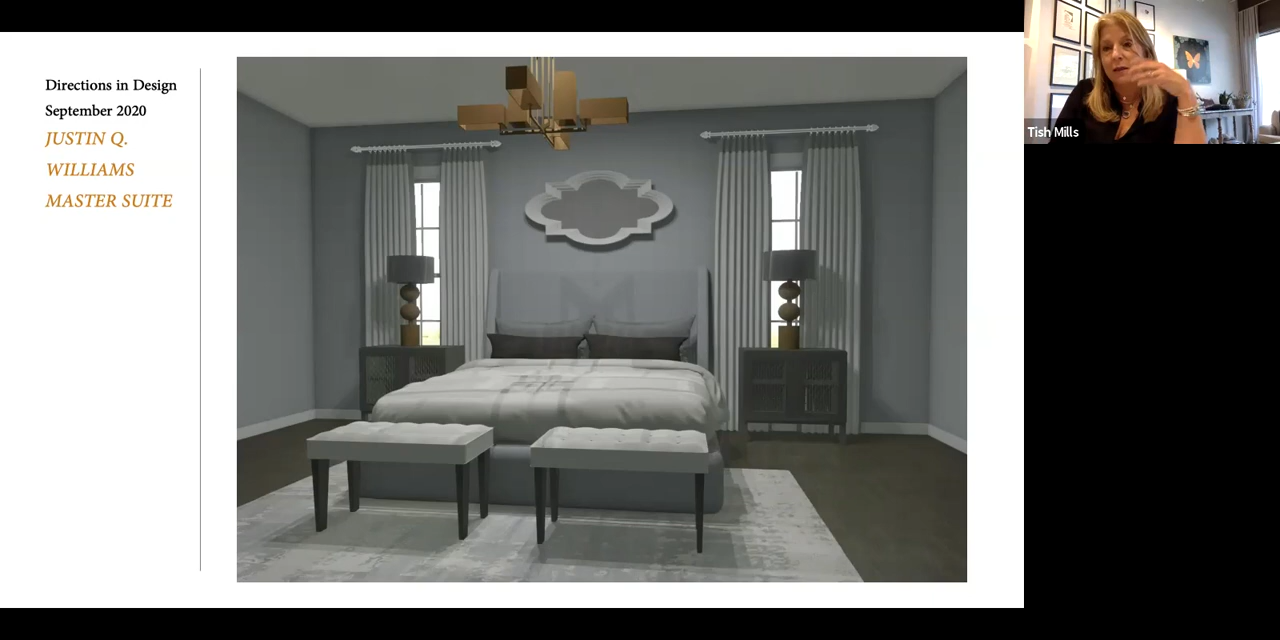 Directions in Design
September 2020
JUSTIN Q.
WILLIAMS
MASTER SUITE
Tish Mills